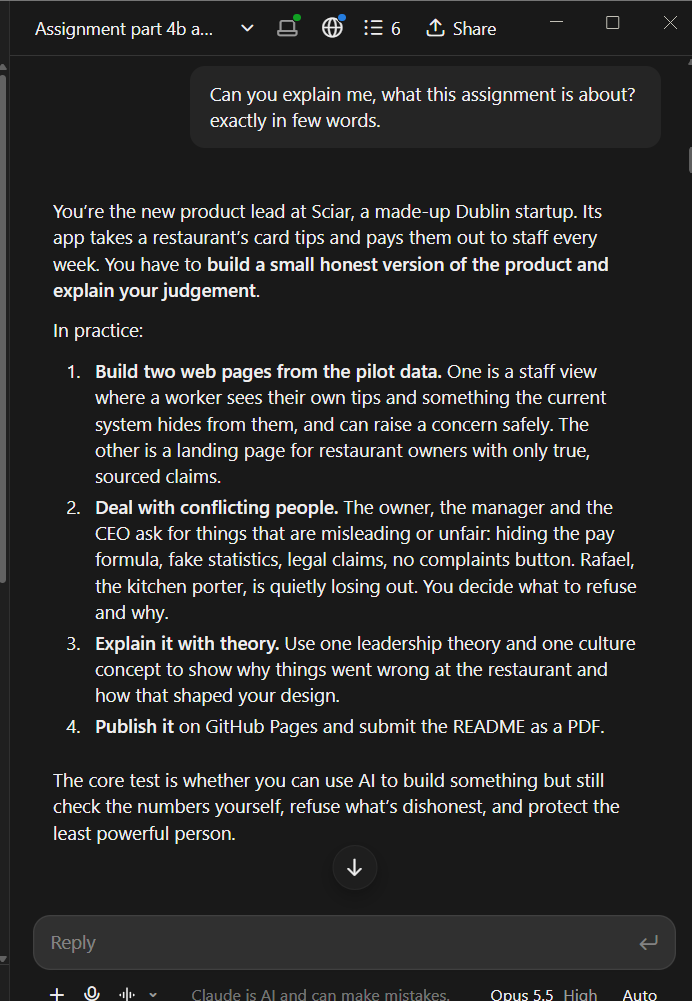 Assignment part 4b a...
6
Share
Can you explain me, what this assignment is about?
exactly in few words.
You’re the new product lead at Sciar, a made-up Dublin startup. Its
app takes a restaurant’s card tips and pays them out to staff every
week. You have to build a small honest version of the product and
explain your judgement.
In practice:
1. Build two web pages from the pilot data. One is a staff view
where a worker sees their own tips and something the current
system hides from them, and can raise a concern safely. The
other is a landing page for restaurant owners with only true,
sourced claims.
2. Deal with conflicting people. The owner, the manager and the
CEO ask for things that are misleading or unfair: hiding the pay
formula, fake statistics, legal claims, no complaints button. Rafael,
the kitchen porter, is quietly losing out. You decide what to refuse
and why.
3. Explain it with theory. Use one leadership theory and one culture
concept to show why things went wrong at the restaurant and
how that shaped your design.
4. Publish it on GitHub Pages and submit the README as a PDF.
The core test is whether you can use AI to build something but still
check the numbers yourself, refuse what’s dishonest, and protect the
least powerful person.
Reply
Claude is AI and can make mistakes.
Opus 5.5 High
Auto